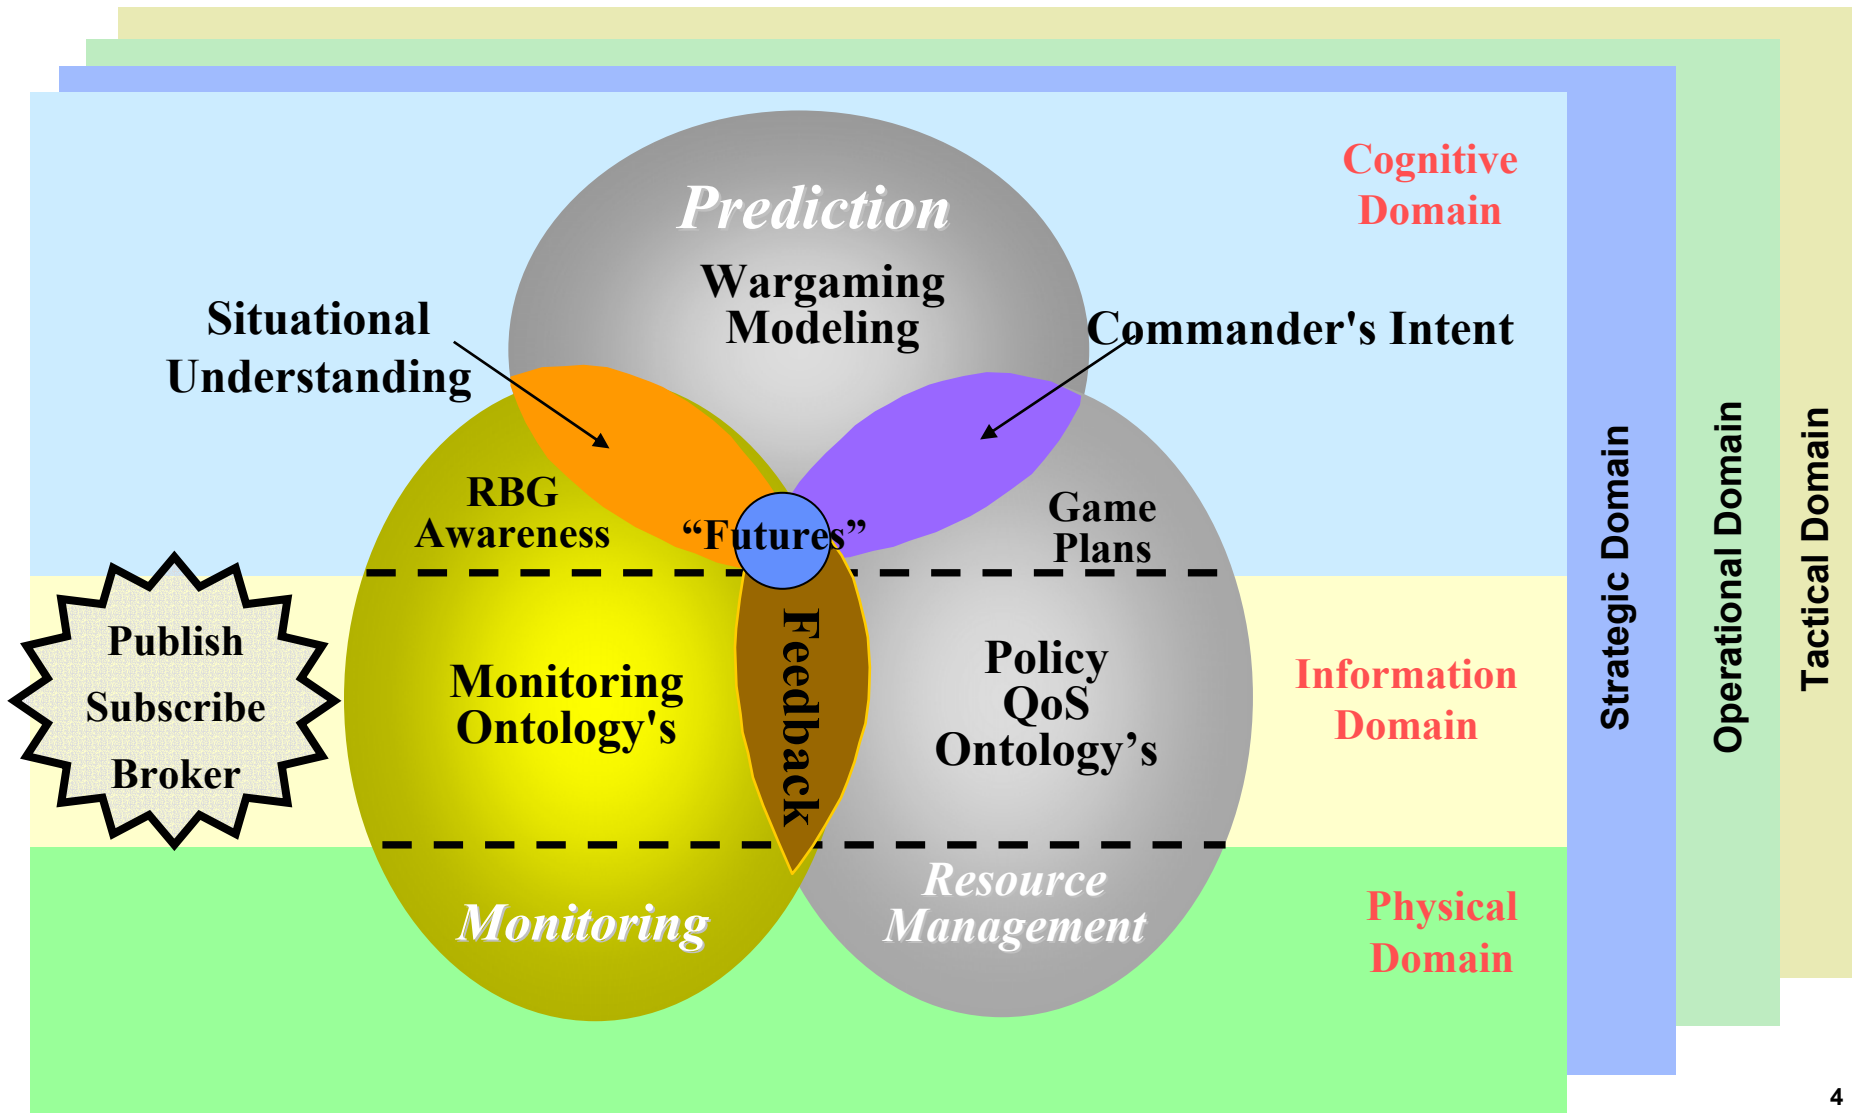 Cognitive
Domain
Prediction
Wargaming
Modeling
Situational
Understanding
Commander's Intent
RBG
Awareness
“Futures”
Game
Plans
Publish
Subscribe
Broker
Monitoring
Ontology's
Feedback
Policy
QoS
Ontology’s
Information
Domain
Monitoring
Resource
Management
Physical
Domain
Strategic Domain
Operational Domain
Tactical Domain
4